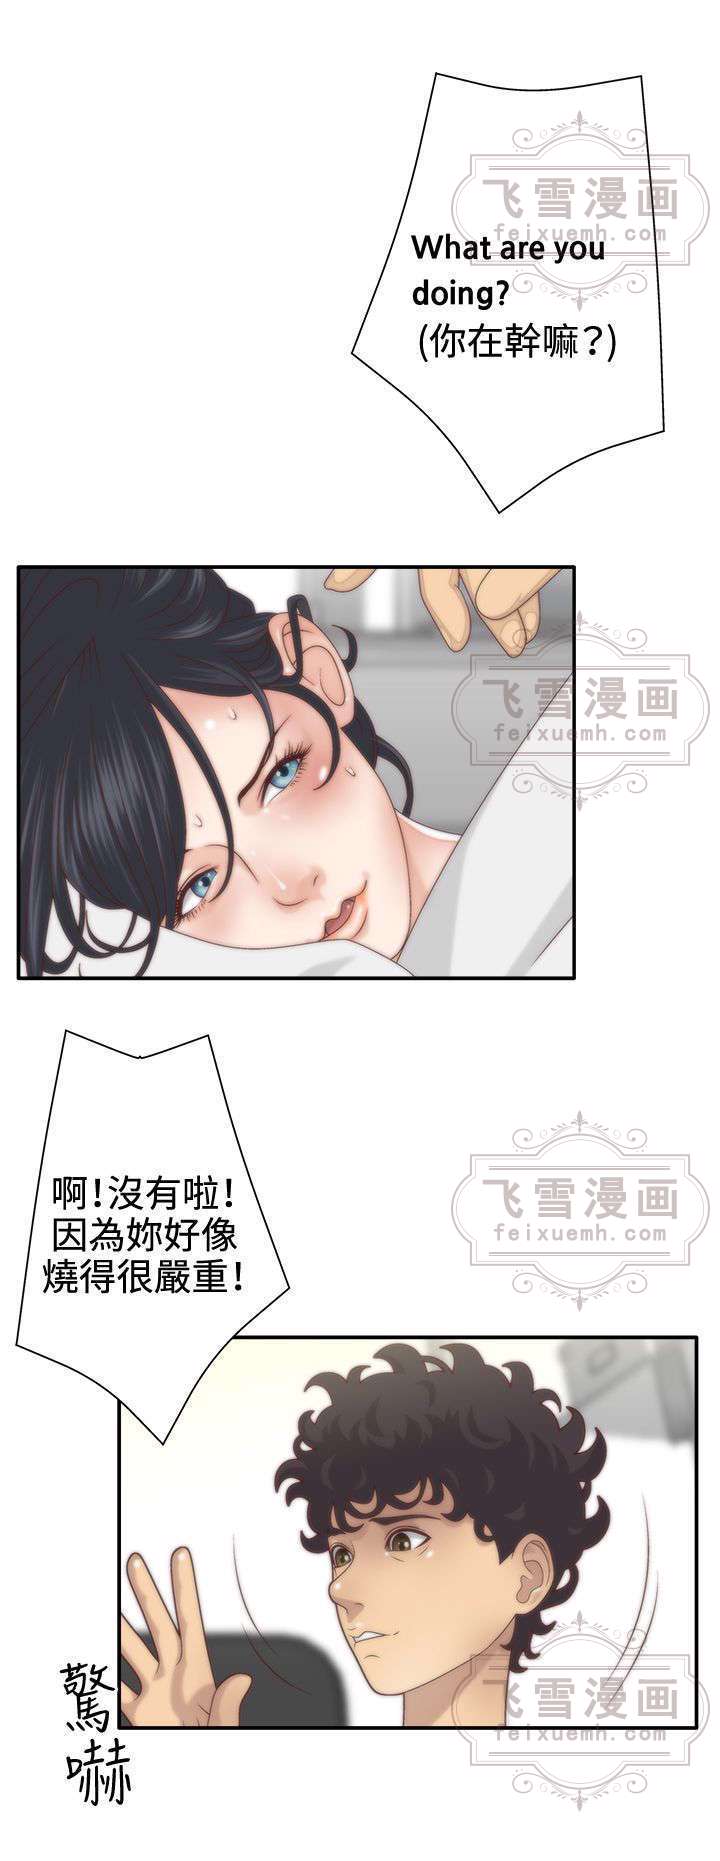 飞雪漫画
feixuemh.com
What are you
doing?
(你在幹嘛?)
飞雪漫画
feixuemh.com
啊!沒有啦!
因為妳好像
燒得很嚴重!
飞雪漫画
feixuemh.com
驚
嚇
飞雪漫画
feixuemh.com